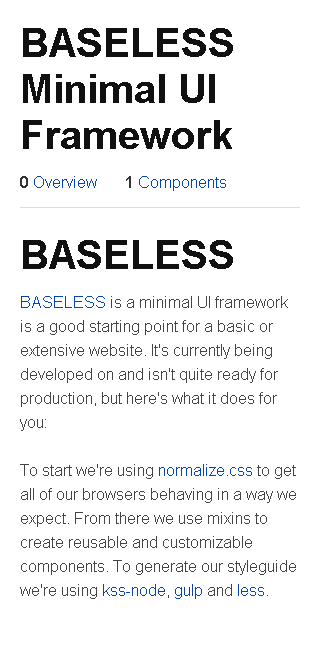 BASELESS
Minimal UI
Framework
0 Overview 1 Components
BASELESS
BASELESS is a minimal UI framework
is a good starting point for a basic or
extensive website. It's currently being
developed on and isn't quite ready for
production, but here's what it does for
you:
To start we're using normalize.css to get
all of our browsers behaving in a way we
expect. From there we use mixins to
create reusable and customizable
components. To generate our styleguide
we're using kss-node, gulp and less.